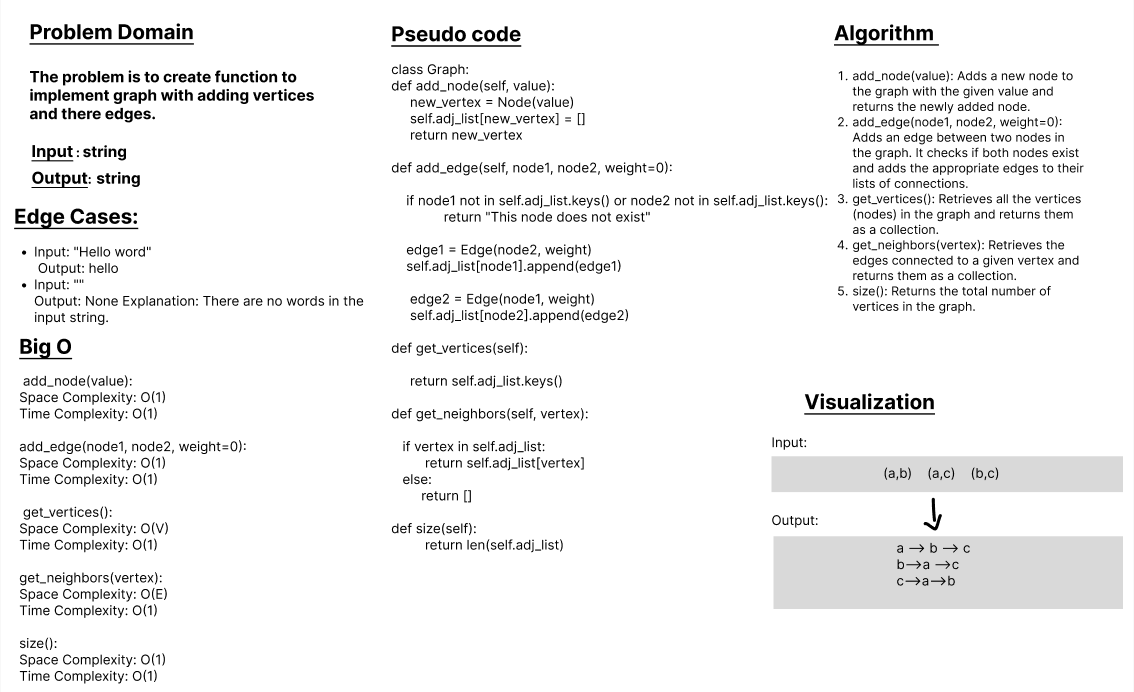 Problem Domain
The problem is to create function to
implement graph with adding vertices
and there edges.
Input : string
Output: string
Edge Cases:
• Input: "Hello word"
Output: hello
• Input: ""
Output: None Explanation: There are no words in the
input string.
Big O
add_node(value):
Space Complexity: O(1)
Time Complexity: O(1)
add_edge(node1, node2, weight=0):
Space Complexity: O(1)
Time Complexity: O(1)
get_vertices():
Space Complexity: O(V)
Time Complexity: O(1)
get_neighbors(vertex):
Space Complexity: O(E)
Time Complexity: O(1)
size():
Space Complexity: O(1)
Time Complexity: O(1)
Pseudo code
class Graph:
def add_node(self, value):
new_vertex = Node(value)
self.adj_list[new_vertex] = []
return new_vertex
def add_edge(self, node1, node2, weight=0):
if node1 not in self.adj_list.keys() or node2 not in self.adj_list.keys():
return "This node does not exist"
edge1 = Edge(node2, weight)
self.adj_list[node1].append(edge1)
edge2 = Edge(node1, weight)
self.adj_list[node2].append(edge2)
def get_vertices(self):
return self.adj_list.keys()
def get_neighbors(self, vertex):
if vertex in self.adj_list:
return self.adj_list[vertex]
else:
return []
def size(self):
return len(self.adj_list)
Algorithm
1. add_node(value): Adds a new node to
the graph with the given value and
returns the newly added node.
2. add_edge(node1, node2, weight=0):
Adds an edge between two nodes in
the graph. It checks if both nodes exist
and adds the appropriate edges to their
lists of connections.
3. get_vertices(): Retrieves all the vertices
(nodes) in the graph and returns them
as a collection.
4. get_neighbors(vertex): Retrieves the
edges connected to a given vertex and
returns them as a collection.
5. size(): Returns the total number of
vertices in the graph.
Visualization
Input:
(a,b) (a,c) (b,c)
Output:
a → b → c
b→a →c
c→a→b